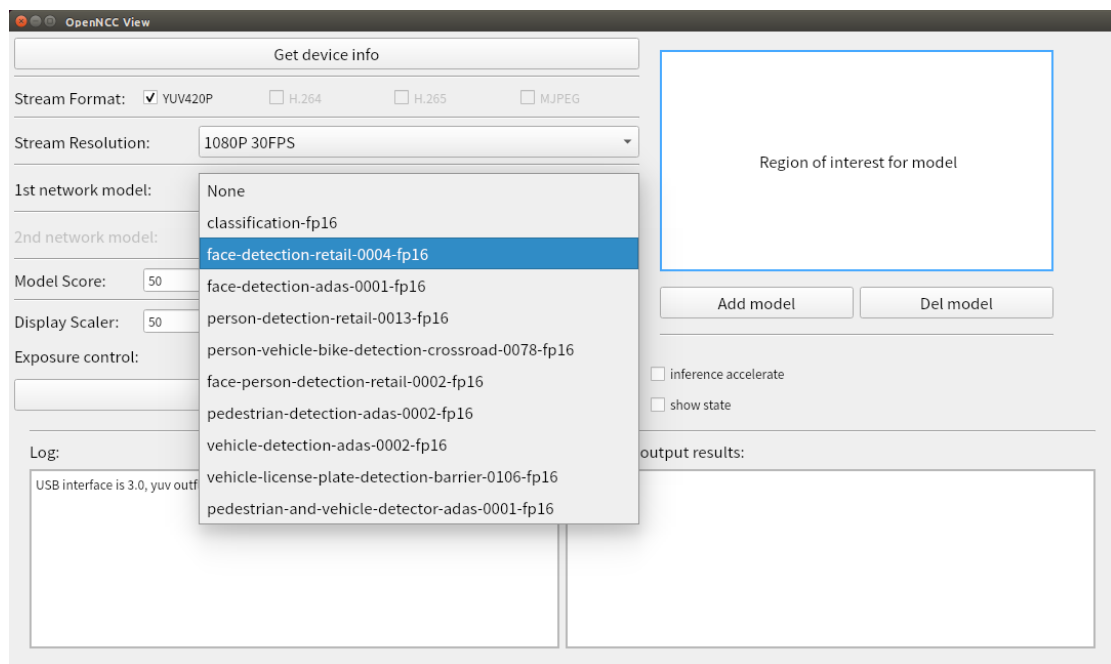 OpenNCC View
Get device info
Stream Format: YUV420P H.264 H.265 MJPEG
Stream Resolution: 1080P 30FPS
Region of interest for model
1st network model:
None
classification-fp16
2nd network model:
face-detection-retail-0004-fp16
Model Score: 50
face-detection-adas-0001-fp16
Add model Del model
Display Scaler: 50
person-detection-retail-0013-fp16
Exposure control:
person-vehicle-bike-detection-crossroad-0078-fp16
inference accelerate
face-person-detection-retail-0002-fp16
show state
pedestrian-detection-adas-0002-fp16
vehicle-detection-adas-0002-fp16
Log:
output results:
vehicle-license-plate-detection-barrier-0106-fp16
USB interface is 3.0, yuv outf
pedestrian-and-vehicle-detector-adas-0001-fp16